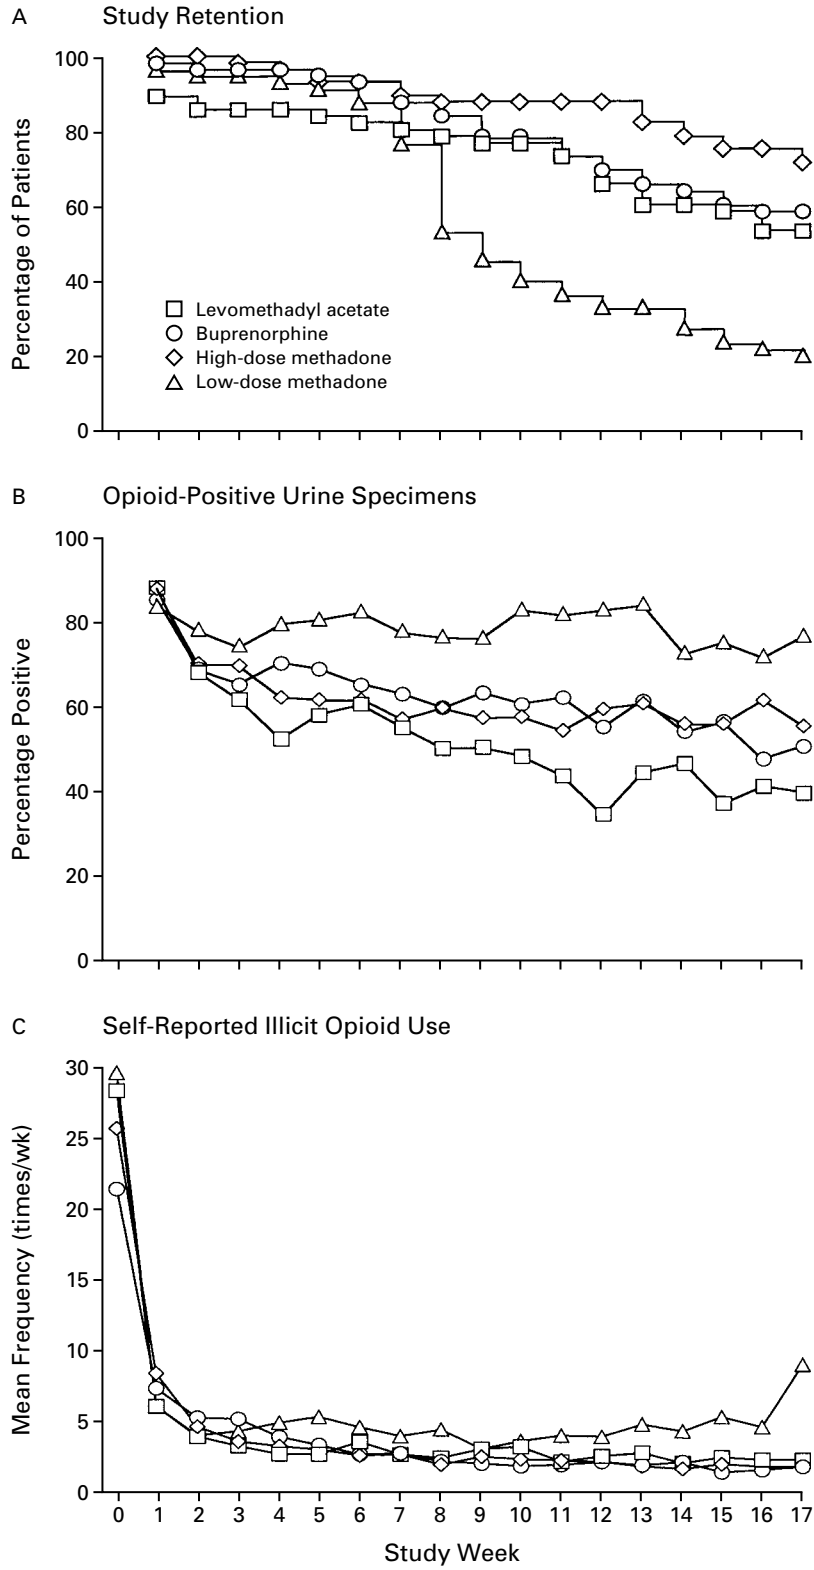 A Study Retention
100
80
60
40
20
0
Percentage of Patients
Levomethadyl acetate
Buprenorphine
High-dose methadone
Low-dose methadone
B Opioid-Positive Urine Specimens
100
80
60
40
20
0
Percentage Positive
C Self-Reported Illicit Opioid Use
30
25
20
15
10
5
0
Mean Frequency (times/wk)
0 1 2 3 4 5 6 7 8 9 10 11 12 13 14 15 16 17
Study Week